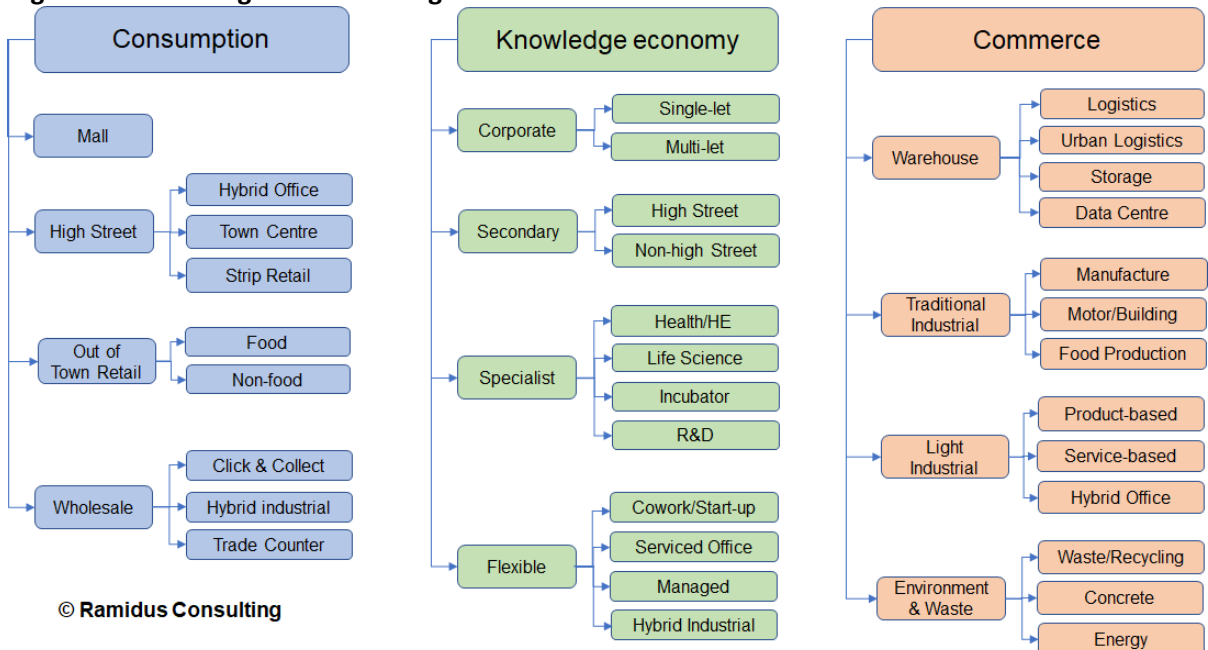 Consumption
Mall
High Street
Hybrid Office
Town Centre
Strip Retail
Out of
Town Retail
Food
Non-food
Wholesale
Click & Collect
Hybrid industrial
Trade Counter
© Ramidus Consulting
Knowledge economy
Corporate
Single-let
Multi-let
Secondary
High Street
Non-high Street
Specialist
Health/HE
Life Science
Incubator
R&D
Flexible
Cowork/Start-up
Serviced Office
Managed
Hybrid Industrial
Commerce
Warehouse
Logistics
Urban Logistics
Storage
Data Centre
Traditional
Industrial
Manufacture
Motor/Building
Food Production
Light
Industrial
Product-based
Service-based
Hybrid Office
Environment
& Waste
Waste/Recycling
Concrete
Energy